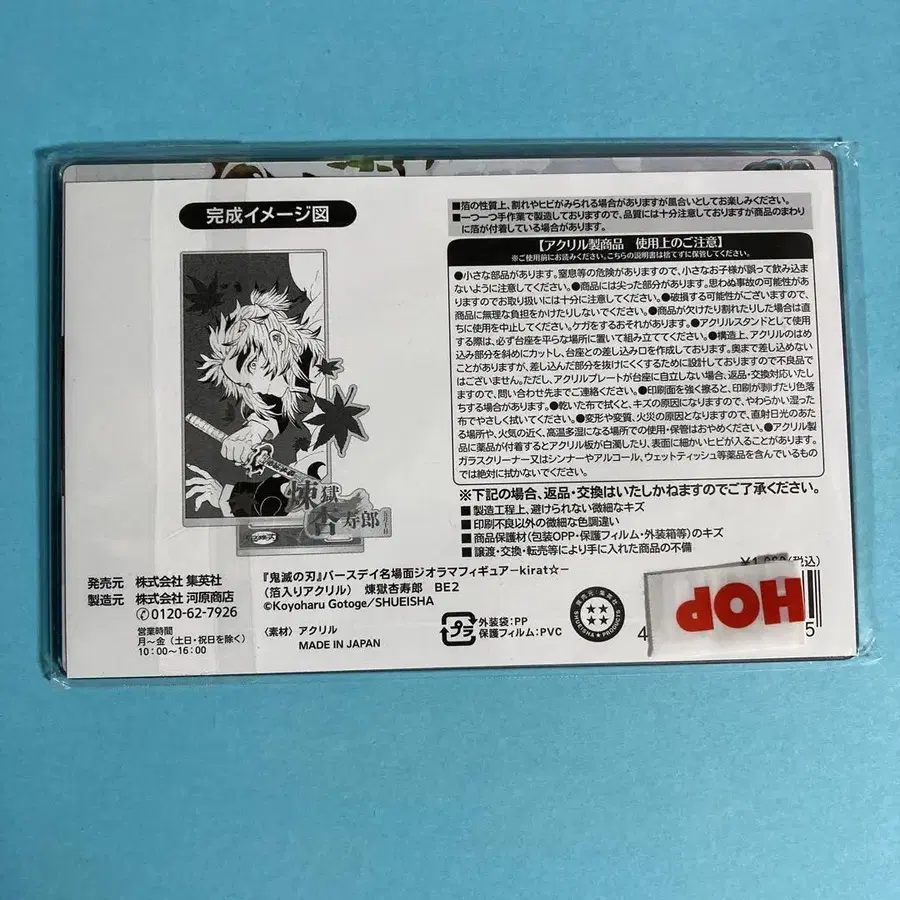 完成イメージ図
煉獄
杏寿郎
■箔の性質上、割れやヒビがみられる場合がありますが風合いとしてお楽しみください。
■一つ一つ手作業で製造しておりますので、品質には十分注意しておりますが商品のまわり
に箔が付着している場合があります。
【アクリル製商品　使用上のご注意】
※ご使用前にお読みください。こちらの説明書は捨てずに保管してください。
●小さな部品があります。窒息等の危険がありますので、小さなお子様が誤って飲み込ま
ないように注意してください。●商品には尖った部分があります。思わぬ事故の可能性があ
りますのでお取り扱いには十分に注意してください。●破損する可能性がございますので、
商品に無理な負担をかけたりしないでください。●商品が欠けたり割れたりした場合は直
ちに使用を中止してください。ケガをするおそれがあります。●アクリルスタンドとして使用
する際は、必ず台座を平らな場所に置いて組み立ててください。●構造上、アクリルのはめ
込み部分を斜めにカットし、台座との差し込み口を作成しております。奥まで差し込めない
ことがありますが、差し込んだ部分を抜けにくくするために設計しておりますので不良品で
はございません。ただし、アクリルプレートが台座に自立しない場合、返品・交換対応いたし
ますので、問い合わせ先までご連絡ください。●印刷面を強く擦ると、印刷が剥げたり色落
ちする場合があります。●乾いた布で拭くと、キズの原因になりますので、やわらかい湿った
布でやさしく拭いてください。●変形や変質、火災の原因となりますので、直射日光のあた
る場所や、火気の近く、高温多湿になる場所での使用・保管はおやめください。●アクリル製
品に薬品が付着するとアクリル板が白濁したり、表面に細かいヒビが入ることがあります。
ガラスクリーナー又はシンナーやアルコール、ウェットティッシュ等薬品を含んでいるもの
では絶対に拭かないでください。
※下記の場合、返品・交換はいたしかねますのでご了承ください。
■製造工程上、避けられない微細なキズ
■印刷不良以外の微細な色調違い
■商品保護材（包装OPP・保護フィルム・外装箱等）のキズ
■譲渡・交換・転売等により手に入れた商品の不備
(税込)
発売元　株式会社 集英社
製造元　株式会社 河原商店
✆0120-62-7926
営業時間
月～金（土日・祝日を除く）
10：00～16：00
『鬼滅の刃』バースデイ名場面ジオラマフィギュアーkirat☆ー
（箔入りアクリル）　煉獄杏寿郎　BE2
©Koyoharu Gotoge／SHUEISHA
〈素材〉アクリル
MADE IN JAPAN
プラ
外装袋：PP
保護フィルム：PVC
発売元・集英社
SHUEISHA PRODUCTS
4
HOP
5